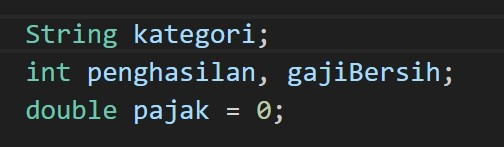 String kategori;
int penghasilan, gajiBersih;
double pajak = 0;